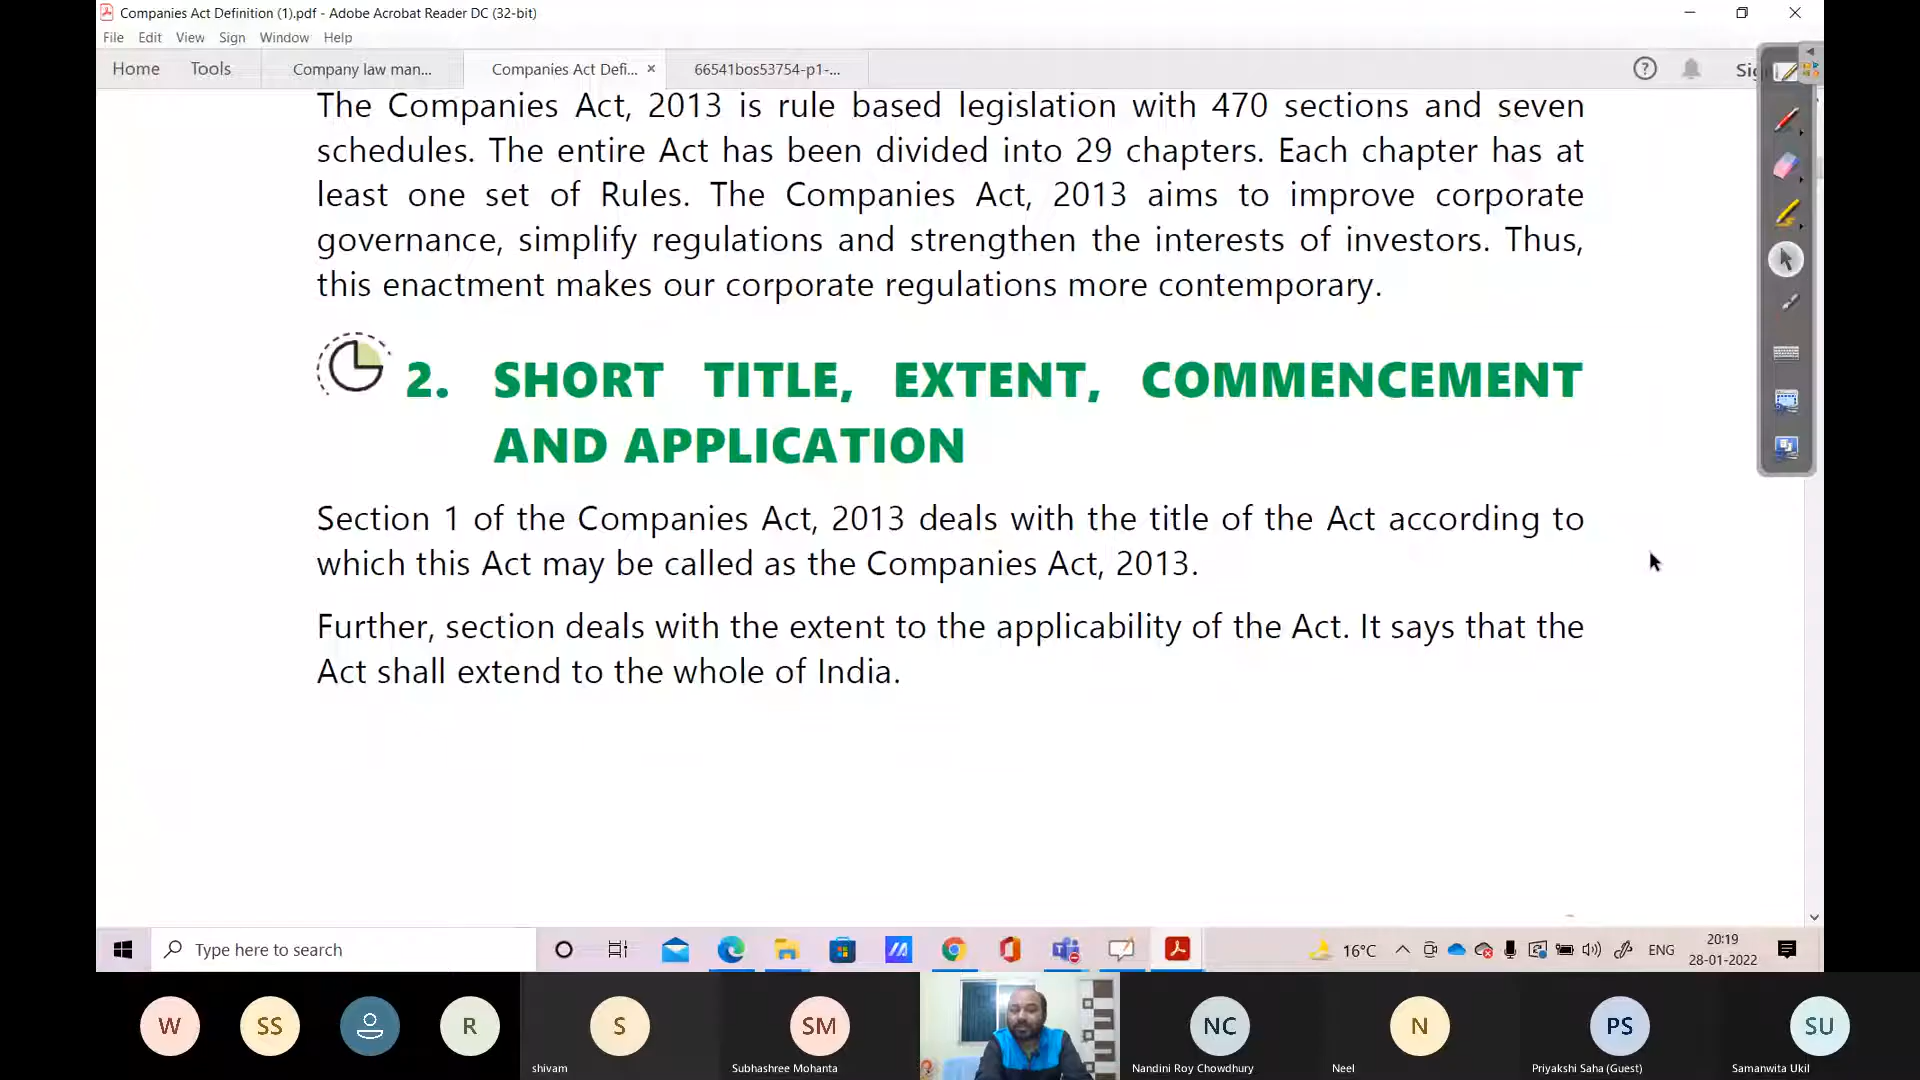 Companies Act Definition (1).pdf - Adobe Acrobat Reader DC (32-bit)
File Edit View Sign Window Help
Home Tools Company law man... Companies Act Defi... × 66541bos53754-p1-...
The Companies Act, 2013 is rule based legislation with 470 sections and seven
schedules. The entire Act has been divided into 29 chapters. Each chapter has at
least one set of Rules. The Companies Act, 2013 aims to improve corporate
governance, simplify regulations and strengthen the interests of investors. Thus,
this enactment makes our corporate regulations more contemporary.
2. SHORT TITLE, EXTENT, COMMENCEMENT
AND APPLICATION
Section 1 of the Companies Act, 2013 deals with the title of the Act according to
which this Act may be called as the Companies Act, 2013.
Further, section deals with the extent to the applicability of the Act. It says that the
Act shall extend to the whole of India.
Type here to search
16°C ENG 20:19
28-01-2022
W SS R S SM NC N PS SU
shivam Subhashree Mohanta Nandini Roy Chowdhury Neel Priyakshi Saha (Guest) Samanwita Ukil